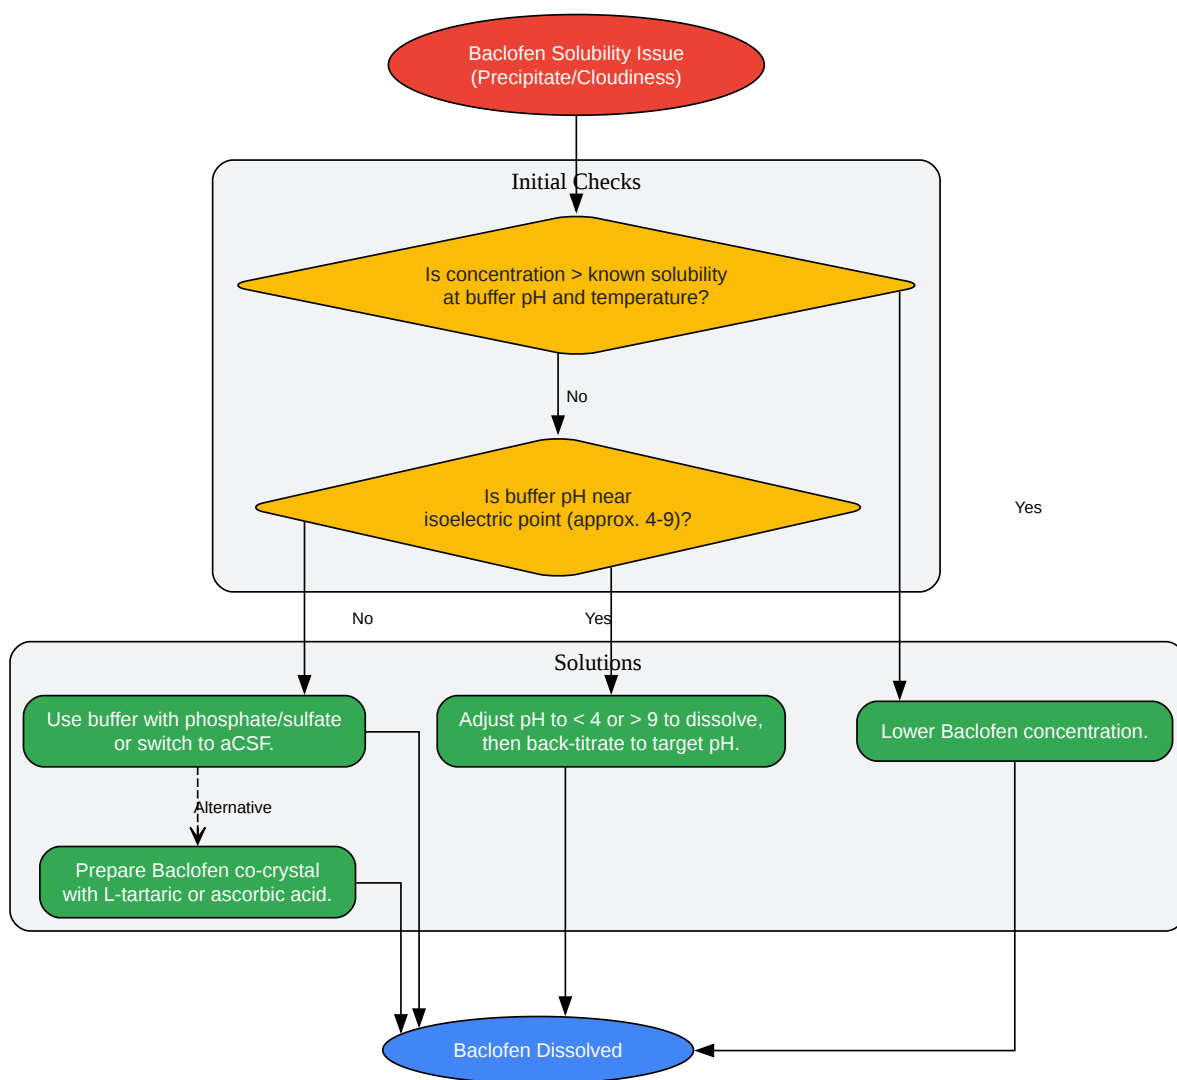 Baclofen Solubility Issue
(Precipitate/Cloudiness)
Initial Checks
Is concentration > known solubility
at buffer pH and temperature?
No
Is buffer pH near
isoelectric point (approx. 4-9)?
Yes
No
Yes
Solutions
Use buffer with phosphate/sulfate
or switch to aCSF.
Adjust pH to < 4 or > 9 to dissolve,
then back-titrate to target pH.
Lower Baclofen concentration.
Alternative
Prepare Baclofen co-crystal
with L-tartaric or ascorbic acid.
Baclofen Dissolved